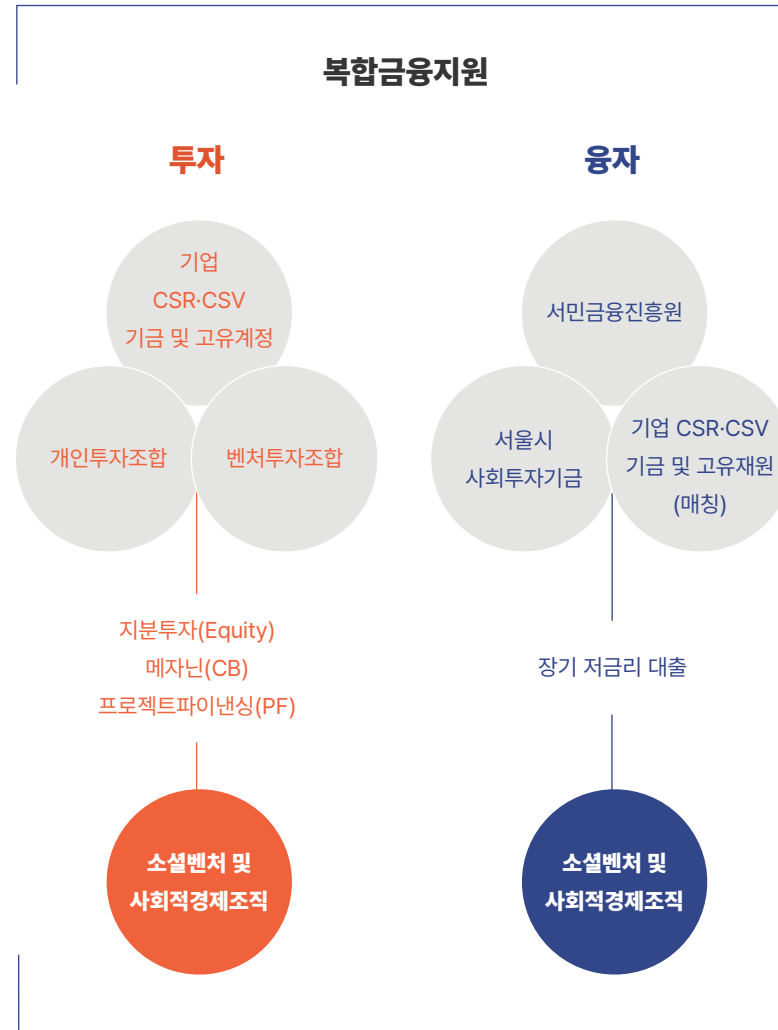 복합금융지원
투자
기업
CSR·CSV
기금 및 고유계정
개인투자조합
벤처투자조합
지분투자(Equity)
메자닌(CB)
프로젝트파이낸싱(PF)
소셜벤처 및
사회적경제조직
융자
서민금융진흥원
서울시
사회투자기금
기업 CSR·CSV
기금 및 고유재원
(매칭)
장기 저금리 대출
소셜벤처 및
사회적경제조직